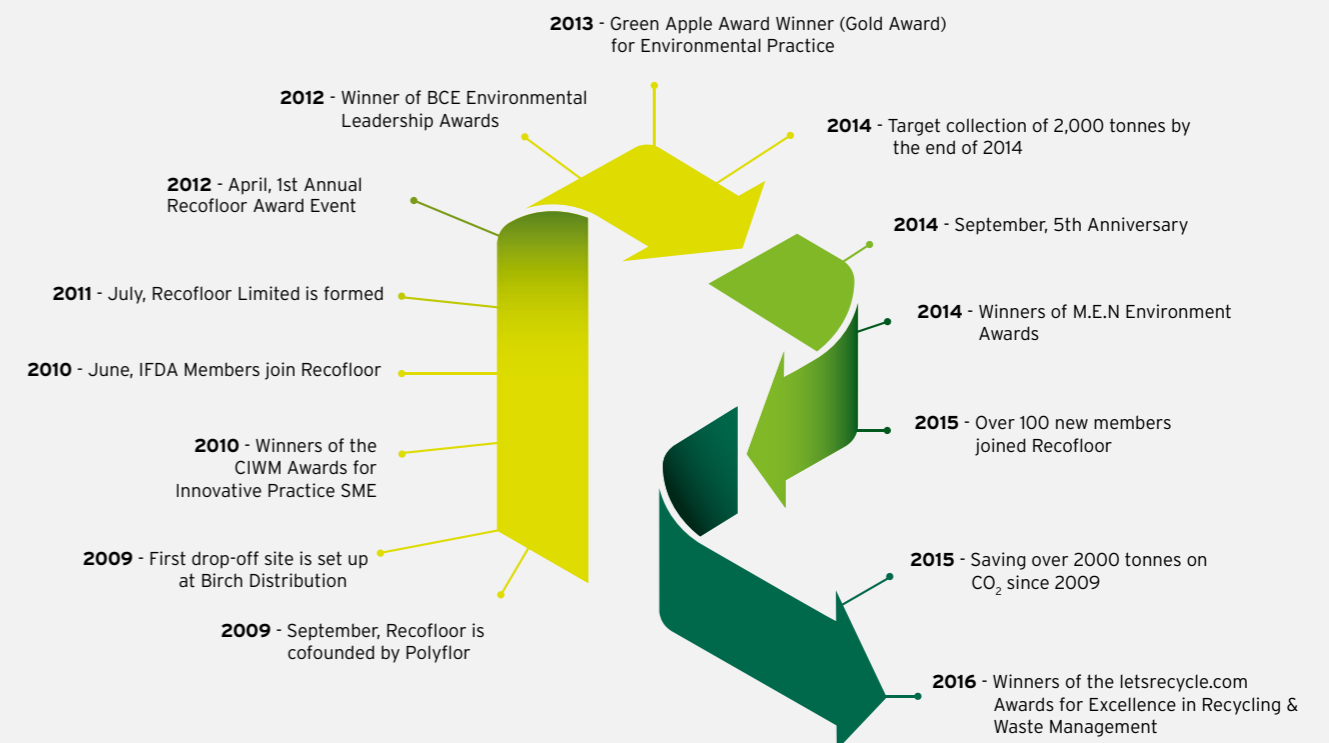 2013 - Green Apple Award Winner (Gold Award)
for Environmental Practice
2012 - Winner of BCE Environmental
Leadership Awards
2014 - Target collection of 2,000 tonnes by
the end of 2014
2012 - April, 1st Annual
Recofloor Award Event
2014 - September, 5th Anniversary
2011 - July, Recofloor Limited is formed
2014 - Winners of M.E.N Environment
Awards
2010 - June, IFDA Members join Recofloor
2015 - Over 100 new members
joined Recofloor
2010 - Winners of the
CIWM Awards for
Innovative Practice SME
2009 - First drop-off site is set up
at Birch Distribution
2015 - Saving over 2000 tonnes on
CO₂ since 2009
2009 - September, Recofloor is
cofounded by Polyflor
2016 - Winners of the letsrecycle.com
Awards for Excellence in Recycling &
Waste Management